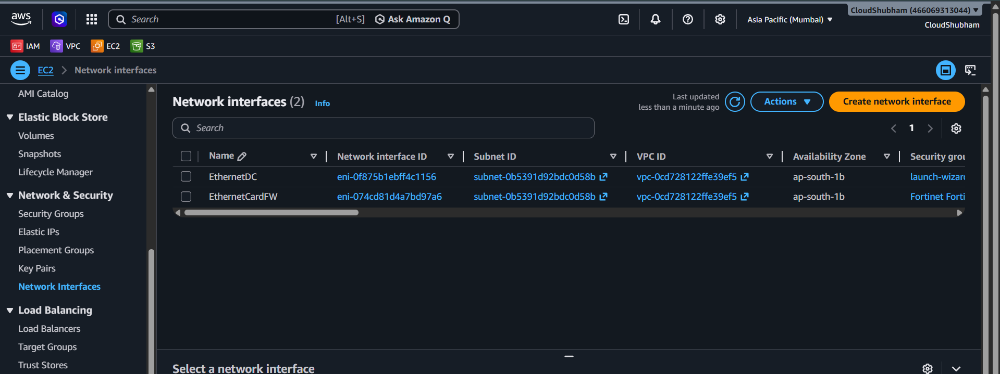 aws
Search [Alt+S] Ask Amazon Q
Asia Pacific (Mumbai)
CloudShubham (466069313044)
CloudShubham
IAM VPC EC2 S3
EC2 Network interfaces
AMI Catalog
Elastic Block Store
Volumes
Snapshots
Lifecycle Manager
Network & Security
Security Groups
Elastic IPs
Placement Groups
Key Pairs
Network Interfaces
Load Balancing
Load Balancers
Target Groups
Trust Stores
Network interfaces (2) Info
Last updated
less than a minute ago
Actions
Create network interface
Search
1
Name Network interface ID Subnet ID VPC ID Availability Zone Security grou
EthernetDC eni-0f875b1ebff4c1156 subnet-0b5391d92bdc0d58b vpc-0cd728122ffe39ef5 ap-south-1b launch-wizard
EthernetCardFW eni-074cd81d4a7bd97a6 subnet-0b5391d92bdc0d58b vpc-0cd728122ffe39ef5 ap-south-1b Fortinet Forti
Select a network interface